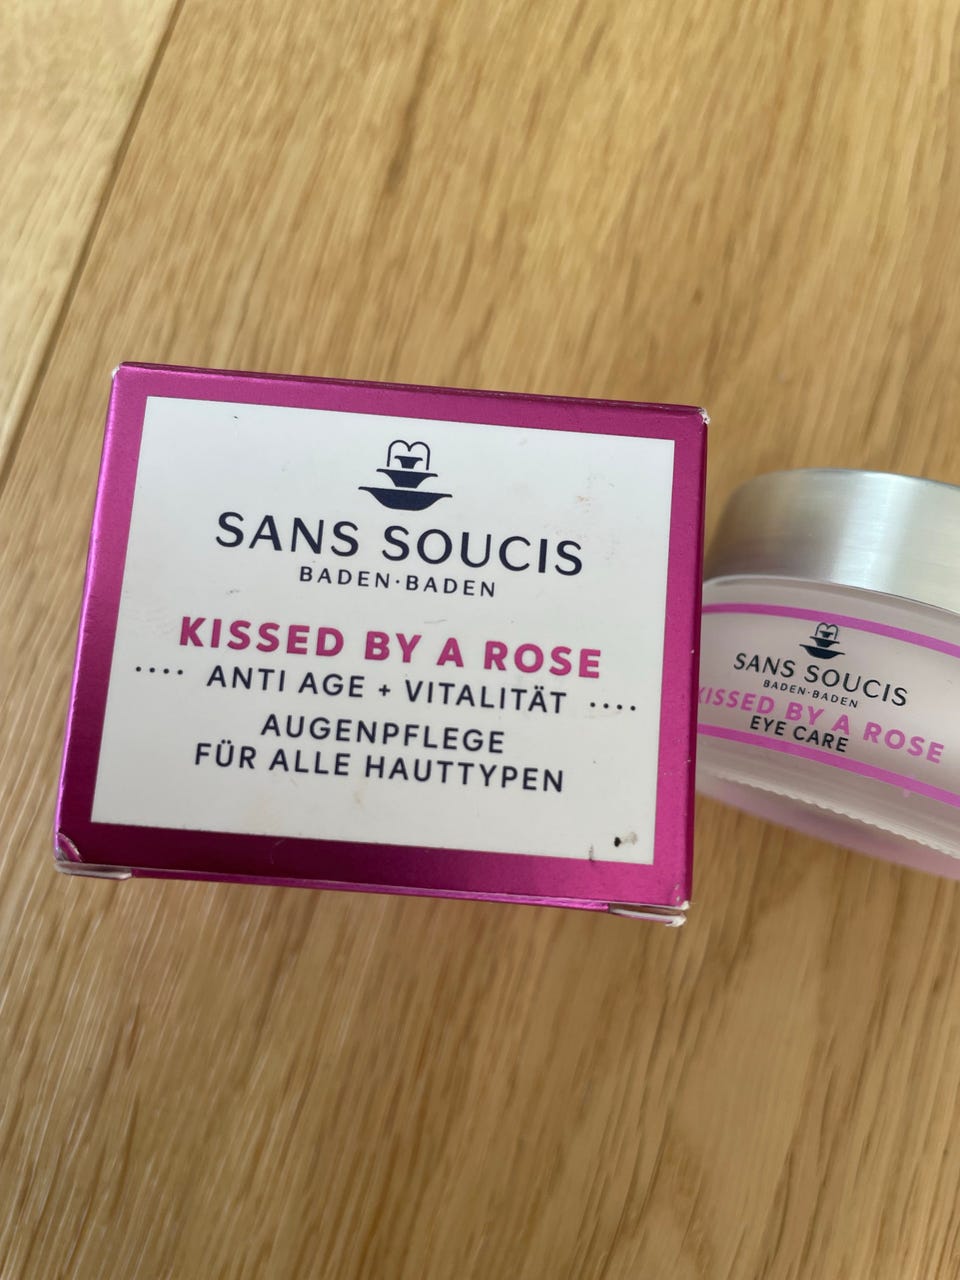 SANS SOUCIS
BADEN·BADEN
KISSED BY A ROSE
.... ANTI AGE + VITALITÄT ....
AUGENPFLEGE
FÜR ALLE HAUTTYPEN
SANS SOUCIS
BADEN·BADEN
KISSED BY A ROSE
EYE CARE